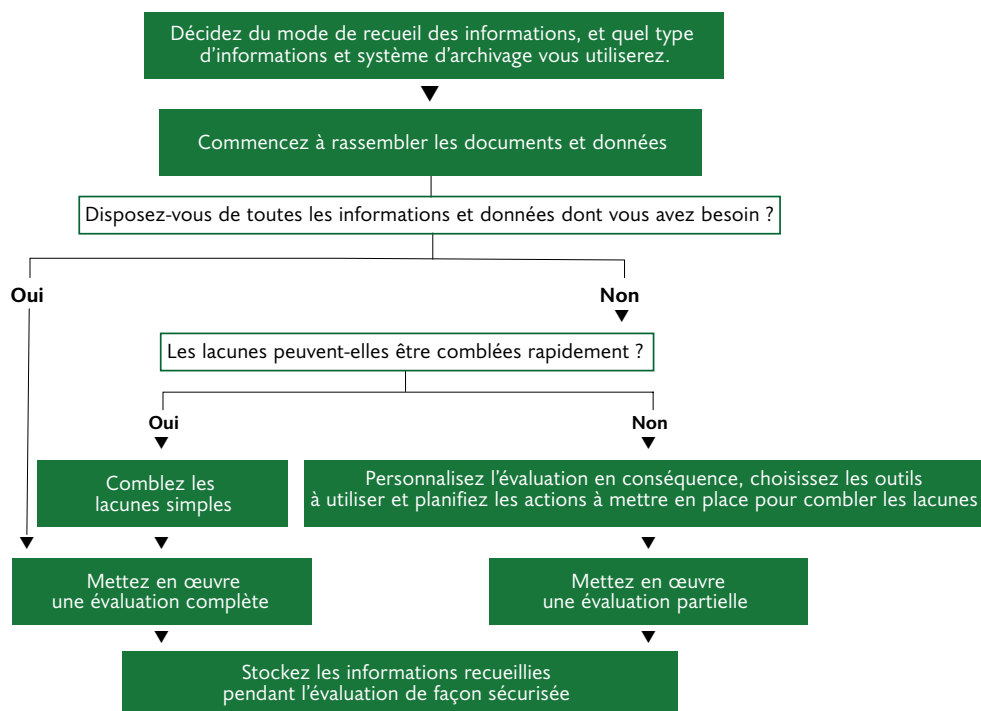 Décidez du mode de recueil des informations, et quel type
d'informations et système d'archivage vous utiliserez.
Commencez à rassembler les documents et données
Disposez-vous de toutes les informations et données dont vous avez besoin ?
Oui
Non
Les lacunes peuvent-elles être comblées rapidement ?
Oui
Non
Comblez les
lacunes simples
Personnalisez l'évaluation en conséquence, choisissez les outils
à utiliser et planifiez les actions à mettre en place pour combler les lacunes
Mettez en œuvre
une évaluation complète
Mettez en œuvre
une évaluation partielle
Stockez les informations recueillies
pendant l'évaluation de façon sécurisée